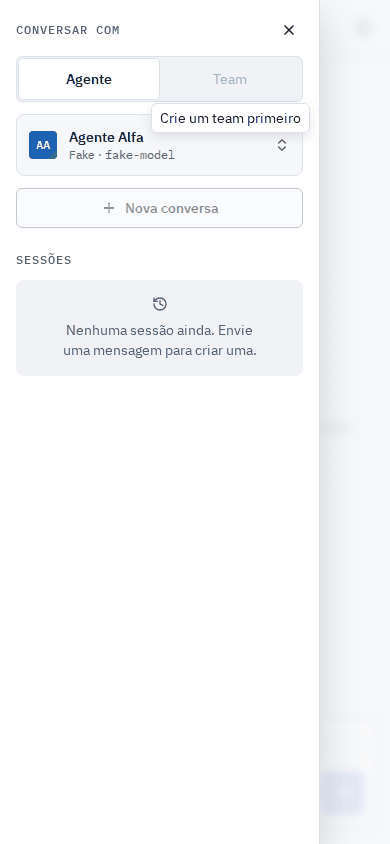 CONVERSAR COM
Agente
Team
Crie um team primeiro
AA
Agente Alfa
Fake · fake-model
Nova conversa
SESSÕES
Nenhuma sessão ainda. Envie
uma mensagem para criar uma.